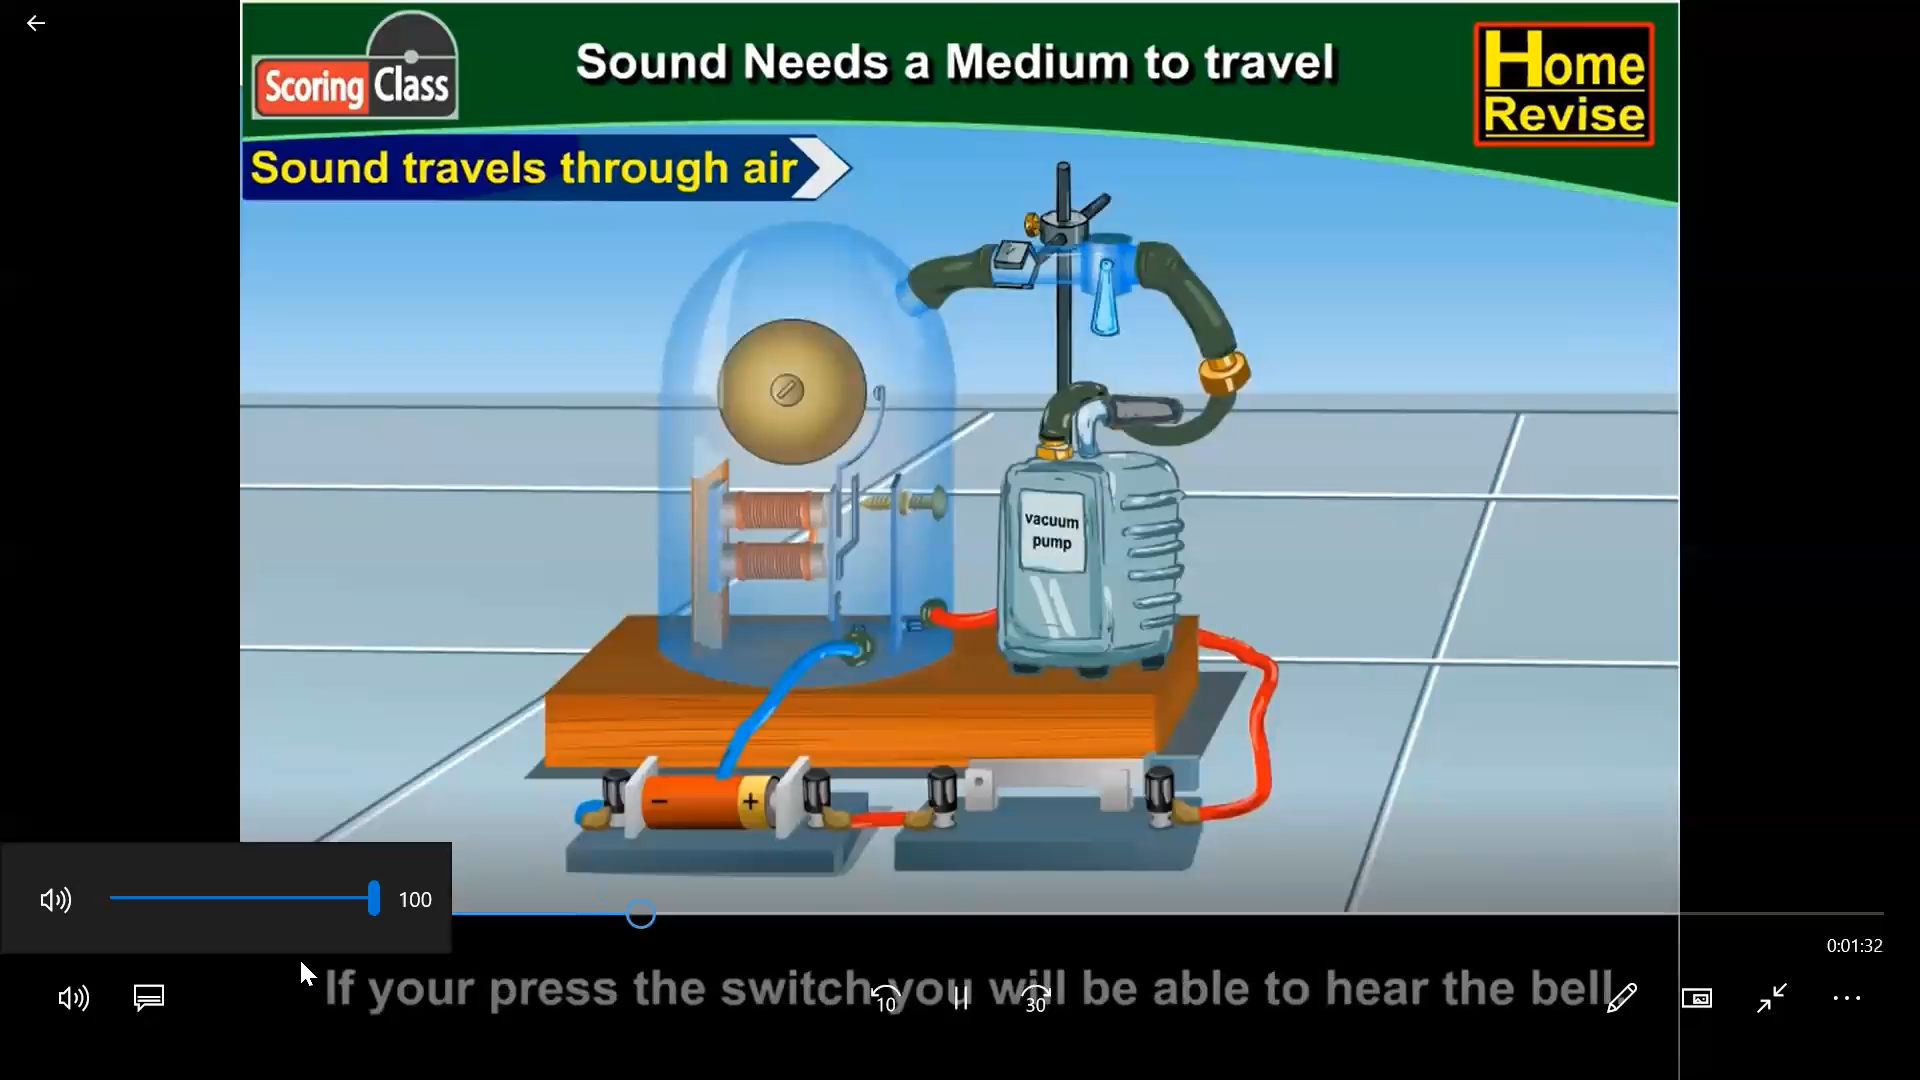 Scoring Class
Sound Needs a Medium to travel
Home
Revise
Sound travels through air
vacuum
pump
− +
100
0:01:32
If your press the switch you will be able to hear the bell
10
30